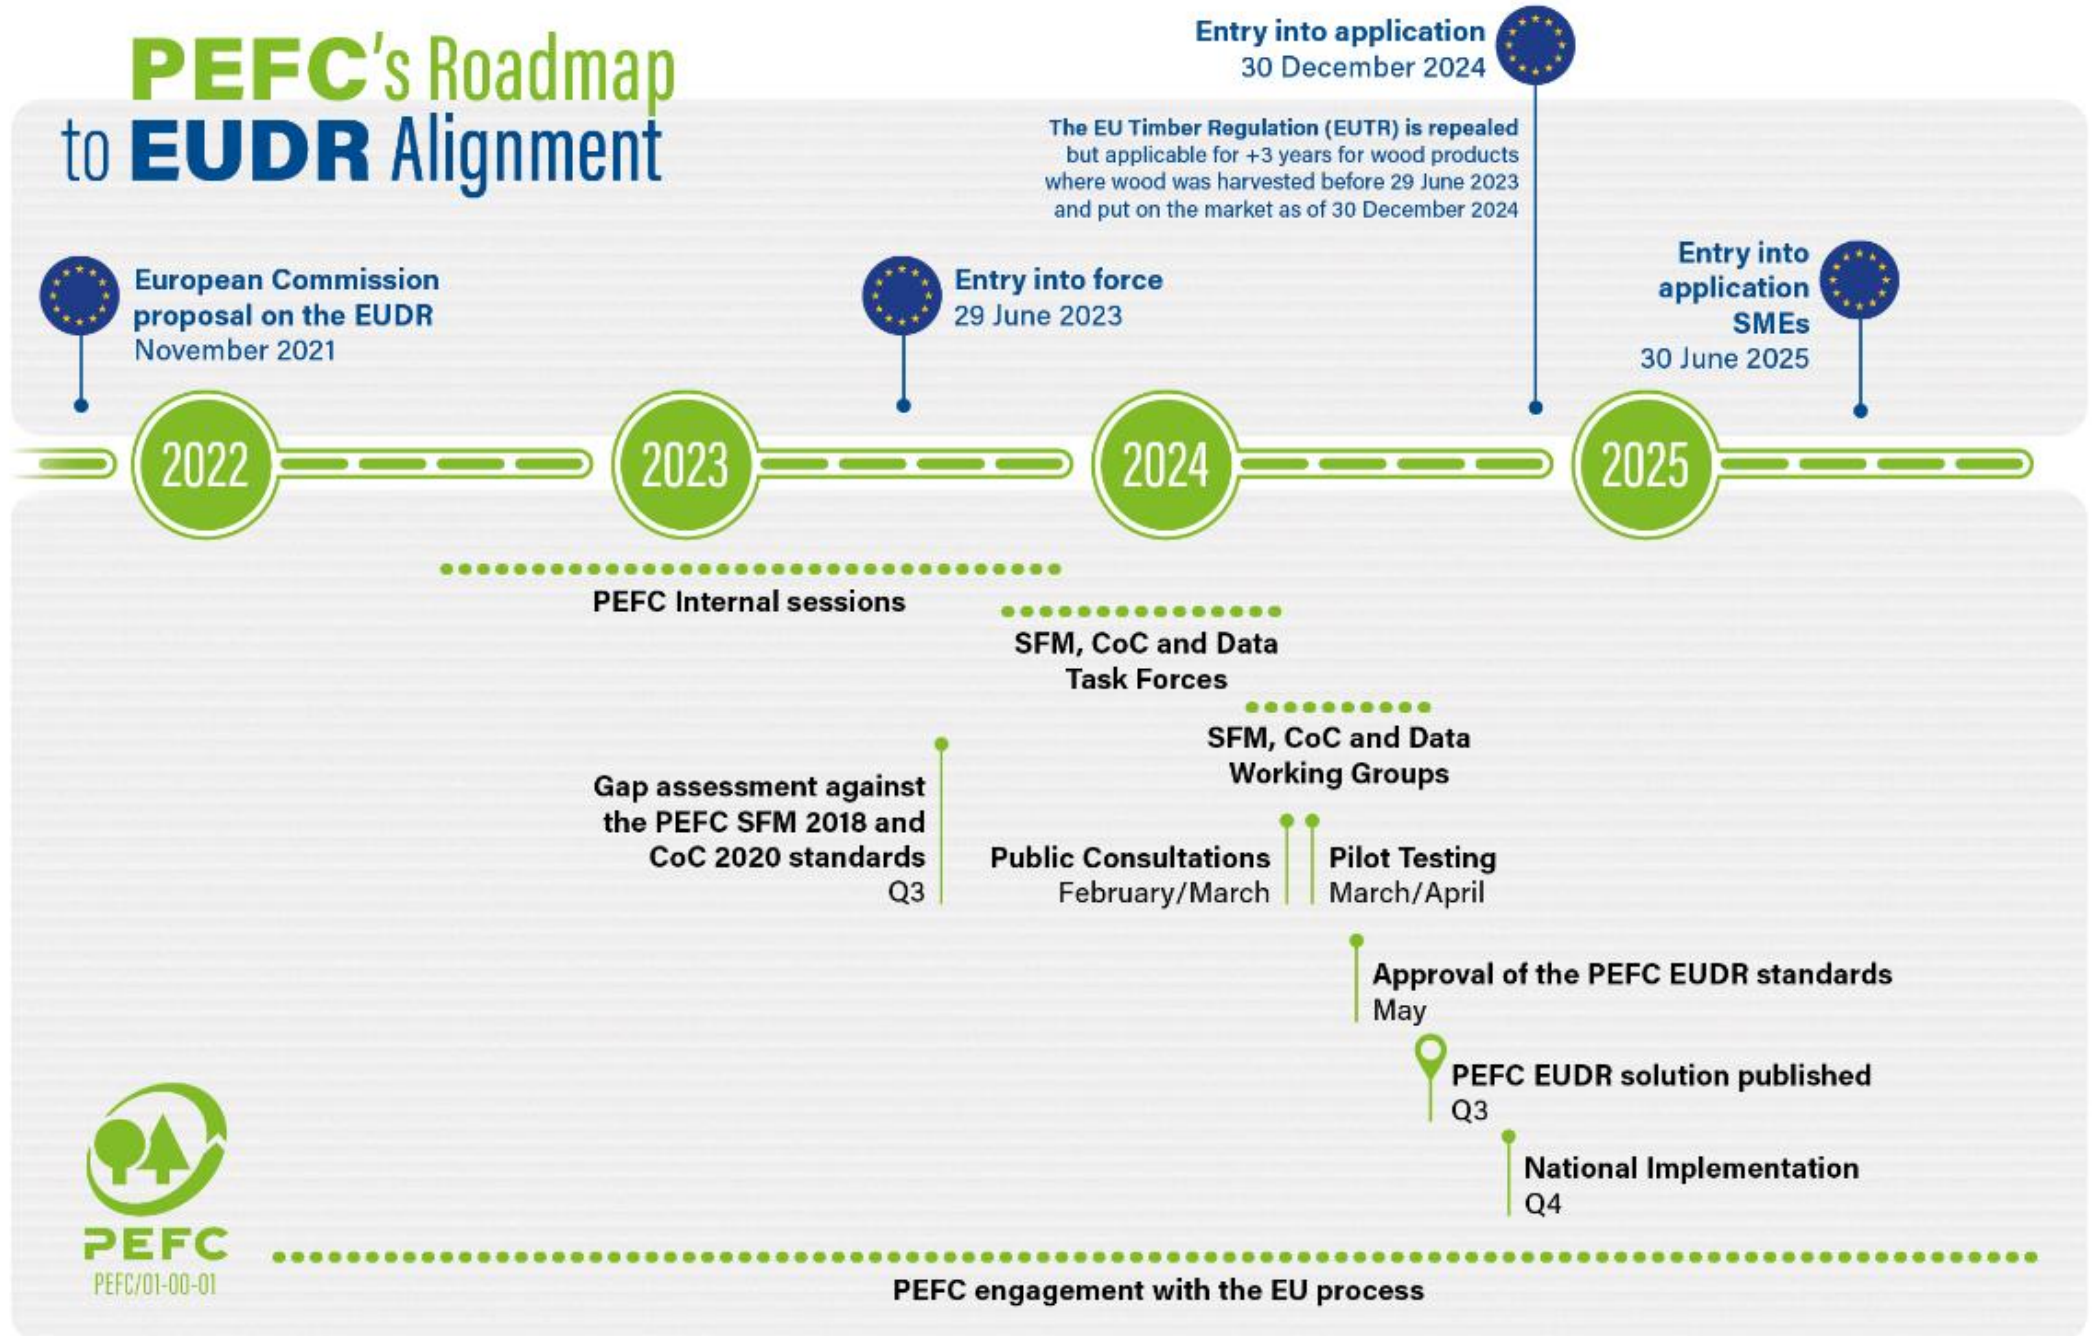 PEFC's Roadmap
to EUDR Alignment
Entry into application
30 December 2024
The EU Timber Regulation (EUTR) is repealed
but applicable for +3 years for wood products
where wood was harvested before 29 June 2023
and put on the market as of 30 December 2024
European Commission
proposal on the EUDR
November 2021
Entry into force
29 June 2023
Entry into
application
SMEs
30 June 2025
2022
2023
2024
2025
PEFC Internal sessions
SFM, CoC and Data
Task Forces
SFM, CoC and Data
Working Groups
Gap assessment against
the PEFC SFM 2018 and
CoC 2020 standards
Q3
Public Consultations
February/March
Pilot Testing
March/April
Approval of the PEFC EUDR standards
May
PEFC EUDR solution published
Q3
National Implementation
Q4
PEFC
PEFC/01-00-01
PEFC engagement with the EU process